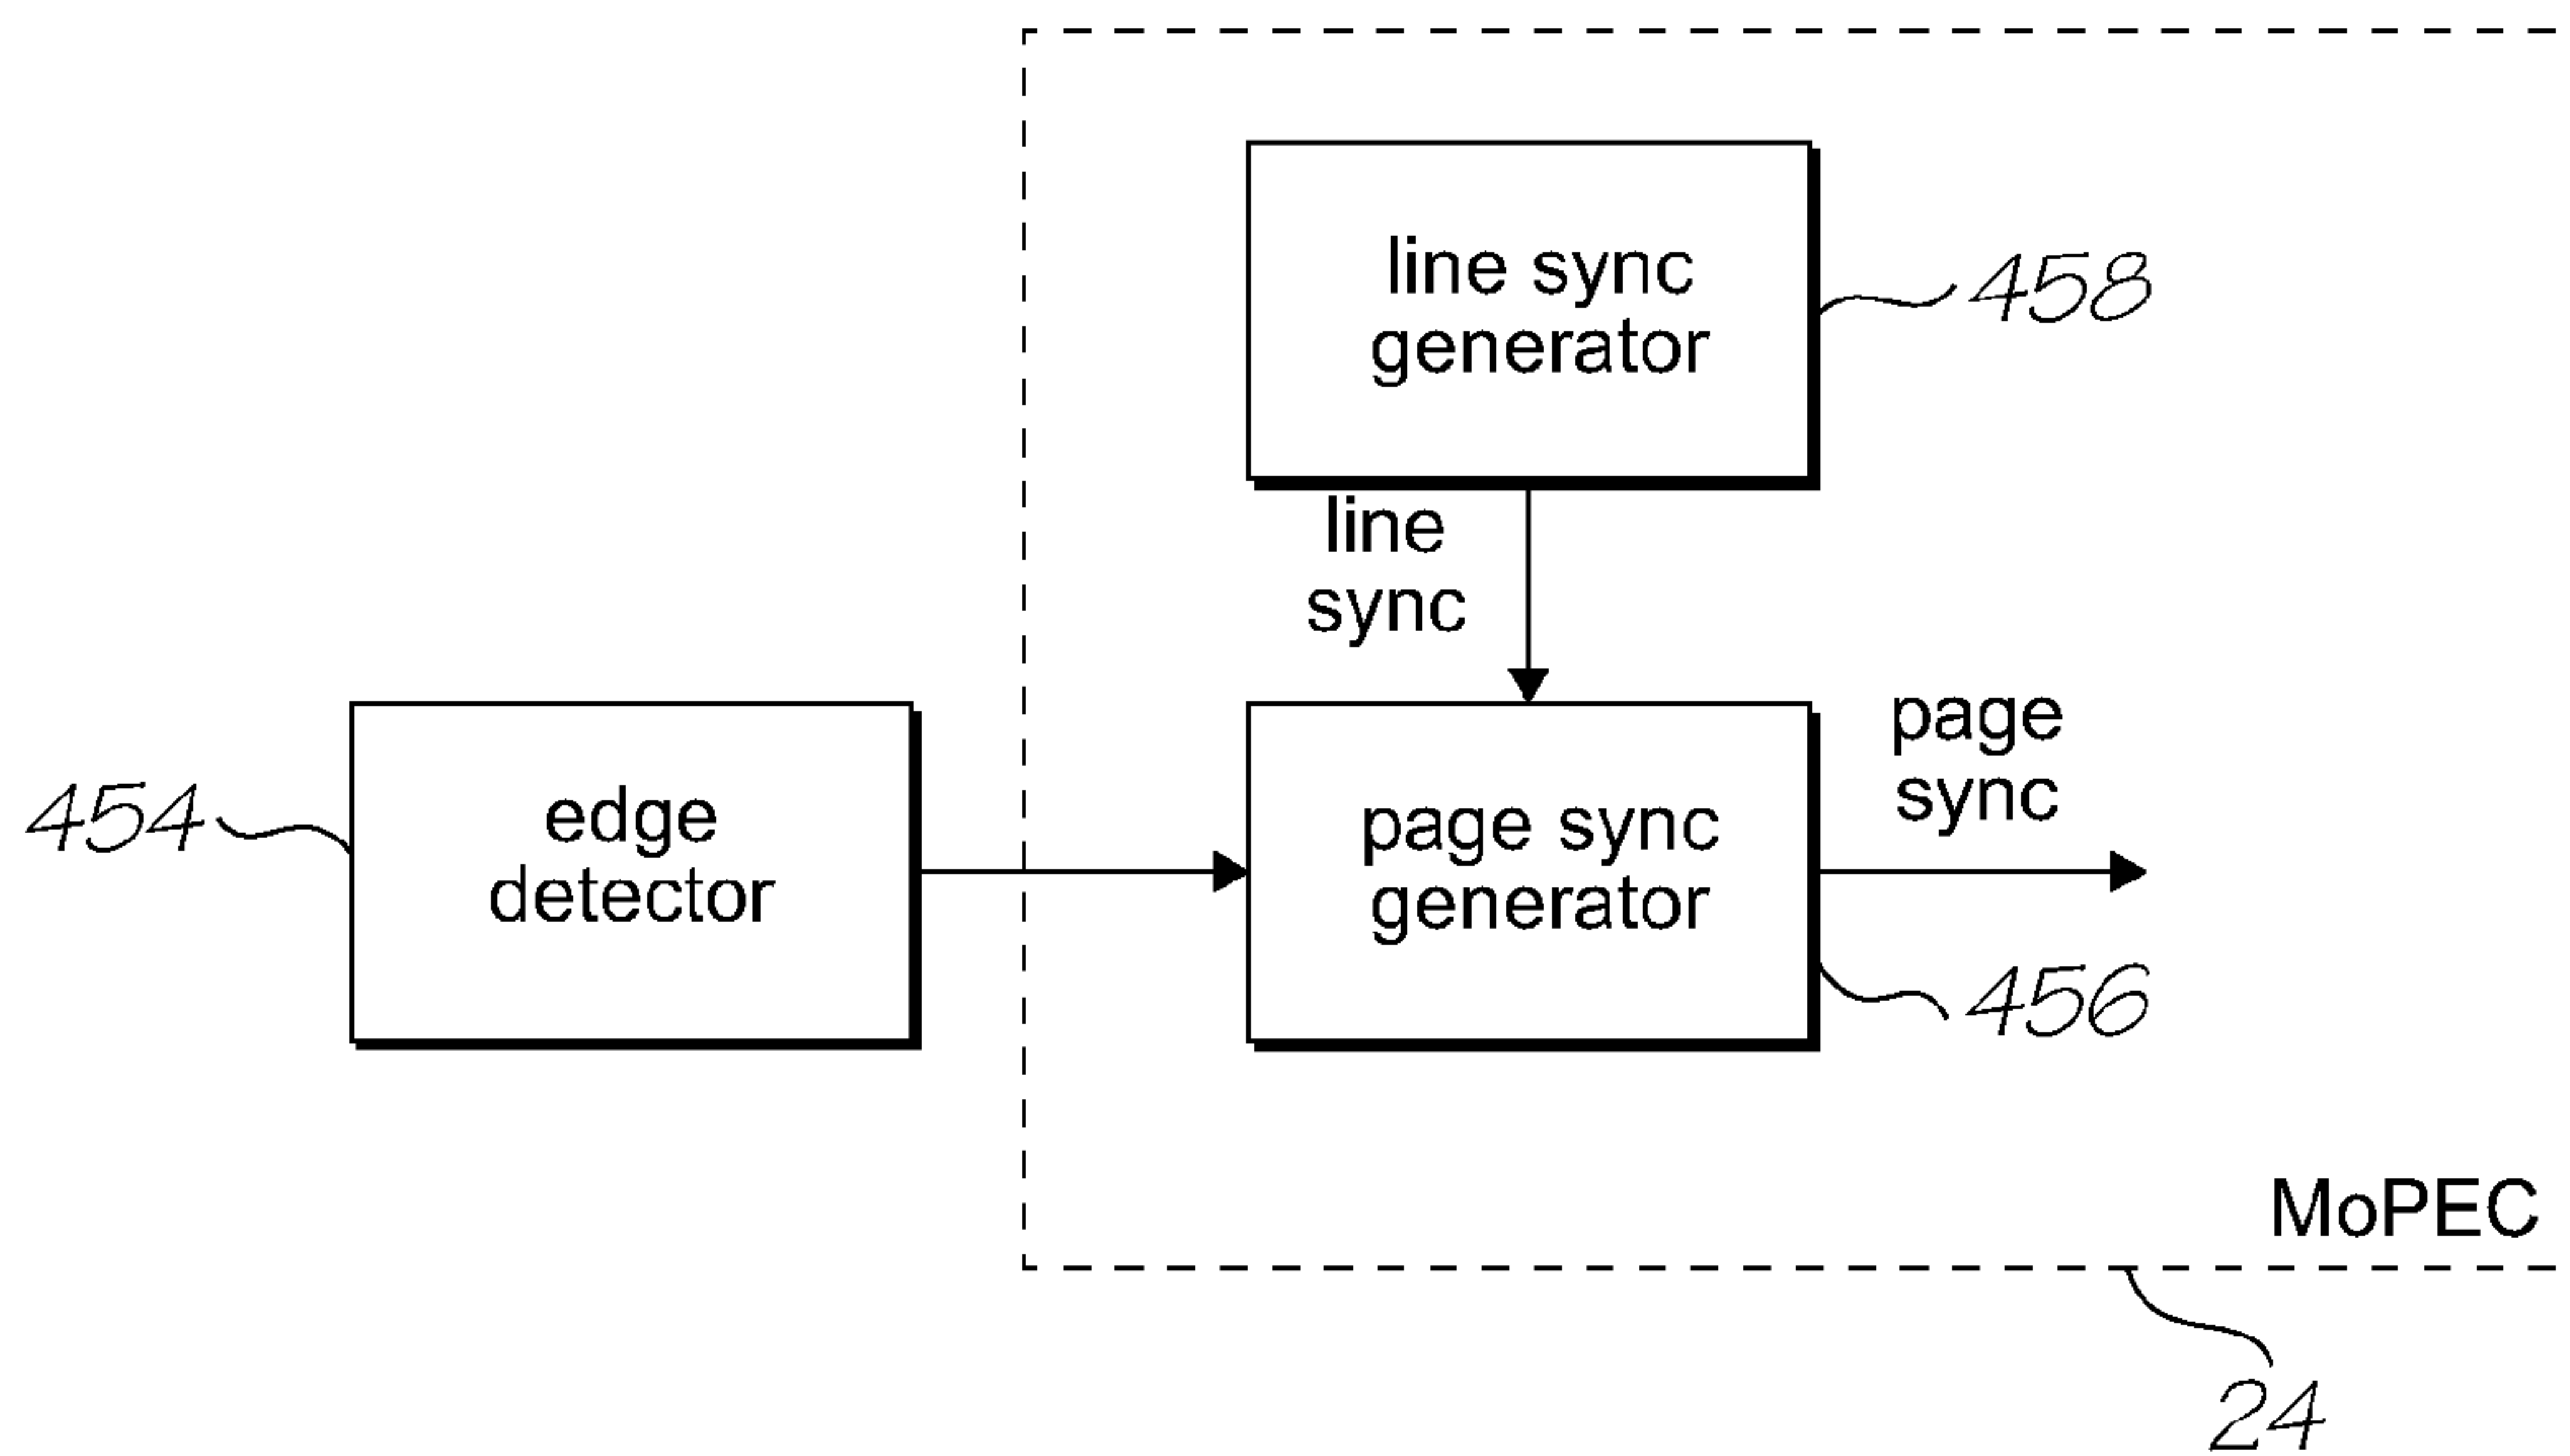 line sync
generator
458
line
sync
page
sync
454
edge
detector
page sync
generator
456
MoPEC
24